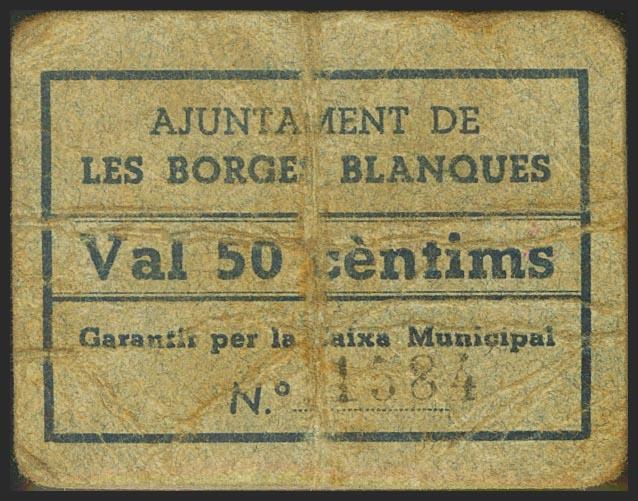 AJUNTAMENT DE
LES BORGES BLANQUES
Val 50 cèntims
Garantit per la Caixa Municipal
N.º 1584